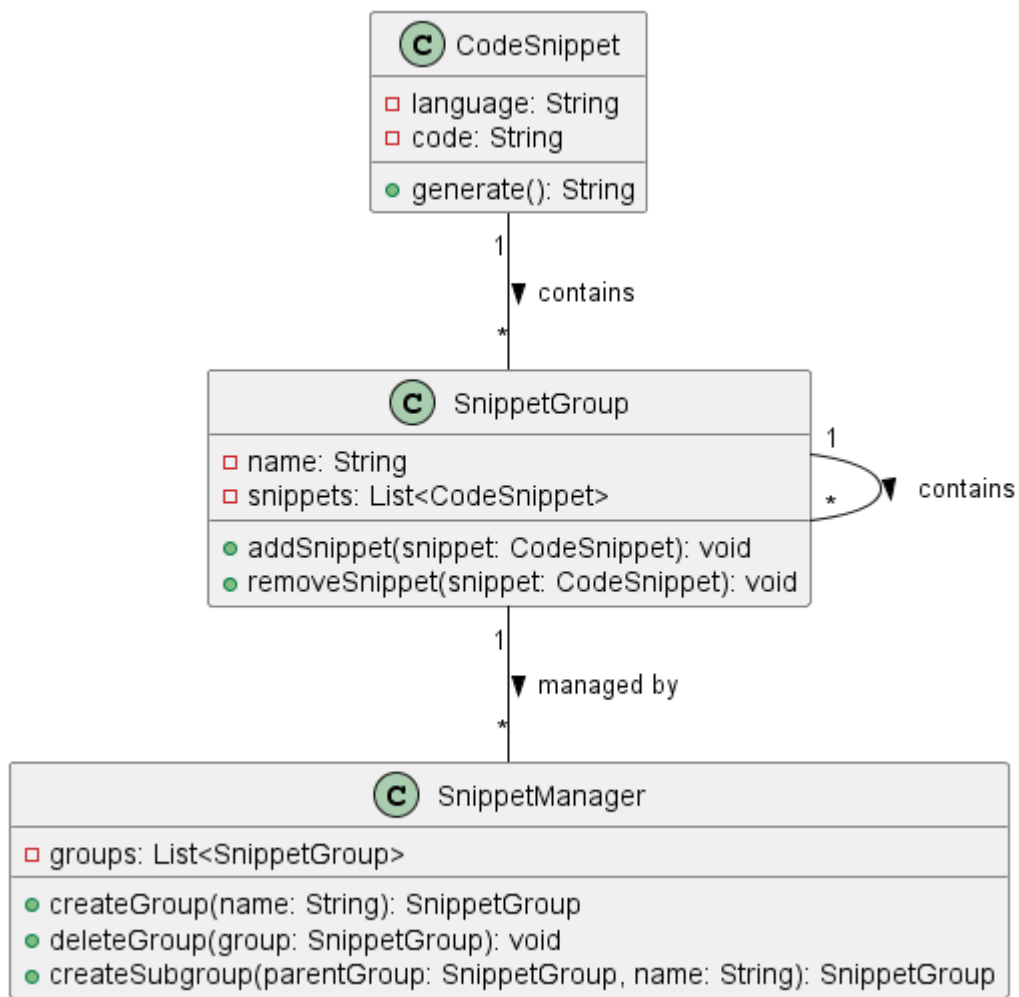 C CodeSnippet
language: String
code: String
generate(): String
1
contains
*
C SnippetGroup
name: String
snippets: List<CodeSnippet>
addSnippet(snippet: CodeSnippet): void
removeSnippet(snippet: CodeSnippet): void
1
contains
*
1
managed by
*
C SnippetManager
groups: List<SnippetGroup>
createGroup(name: String): SnippetGroup
deleteGroup(group: SnippetGroup): void
createSubgroup(parentGroup: SnippetGroup, name: String): SnippetGroup